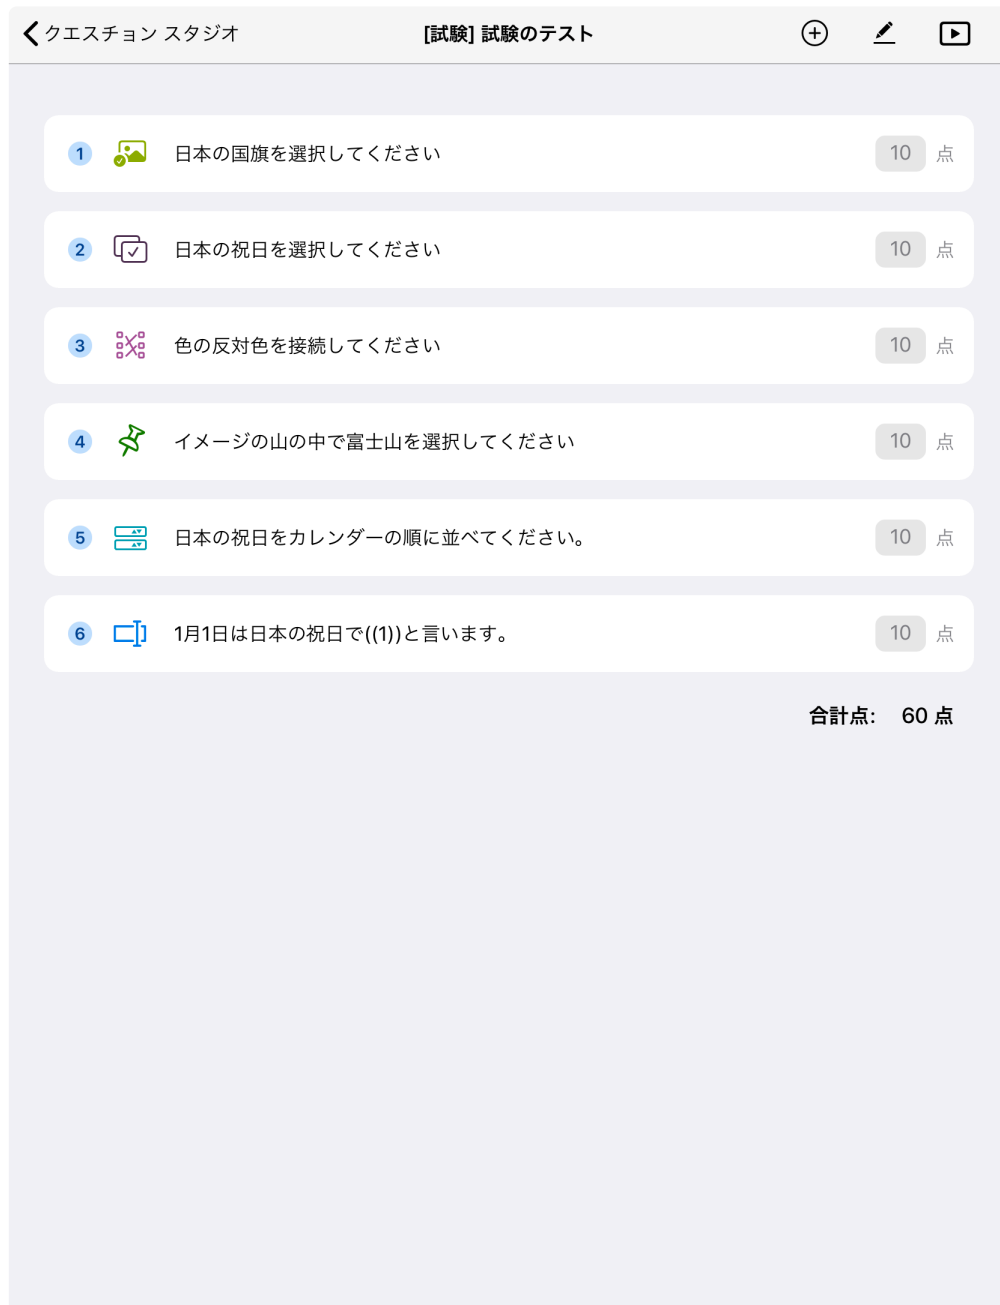 クエスチョン スタジオ
[試験] 試験のテスト
1 日本の国旗を選択してください 10 点
2 日本の祝日を選択してください 10 点
3 色の反対色を接続してください 10 点
4 イメージの山の中で富士山を選択してください 10 点
5 日本の祝日をカレンダーの順に並べてください。 10 点
6 1月1日は日本の祝日で((1))と言います。 10 点
合計点: 60 点